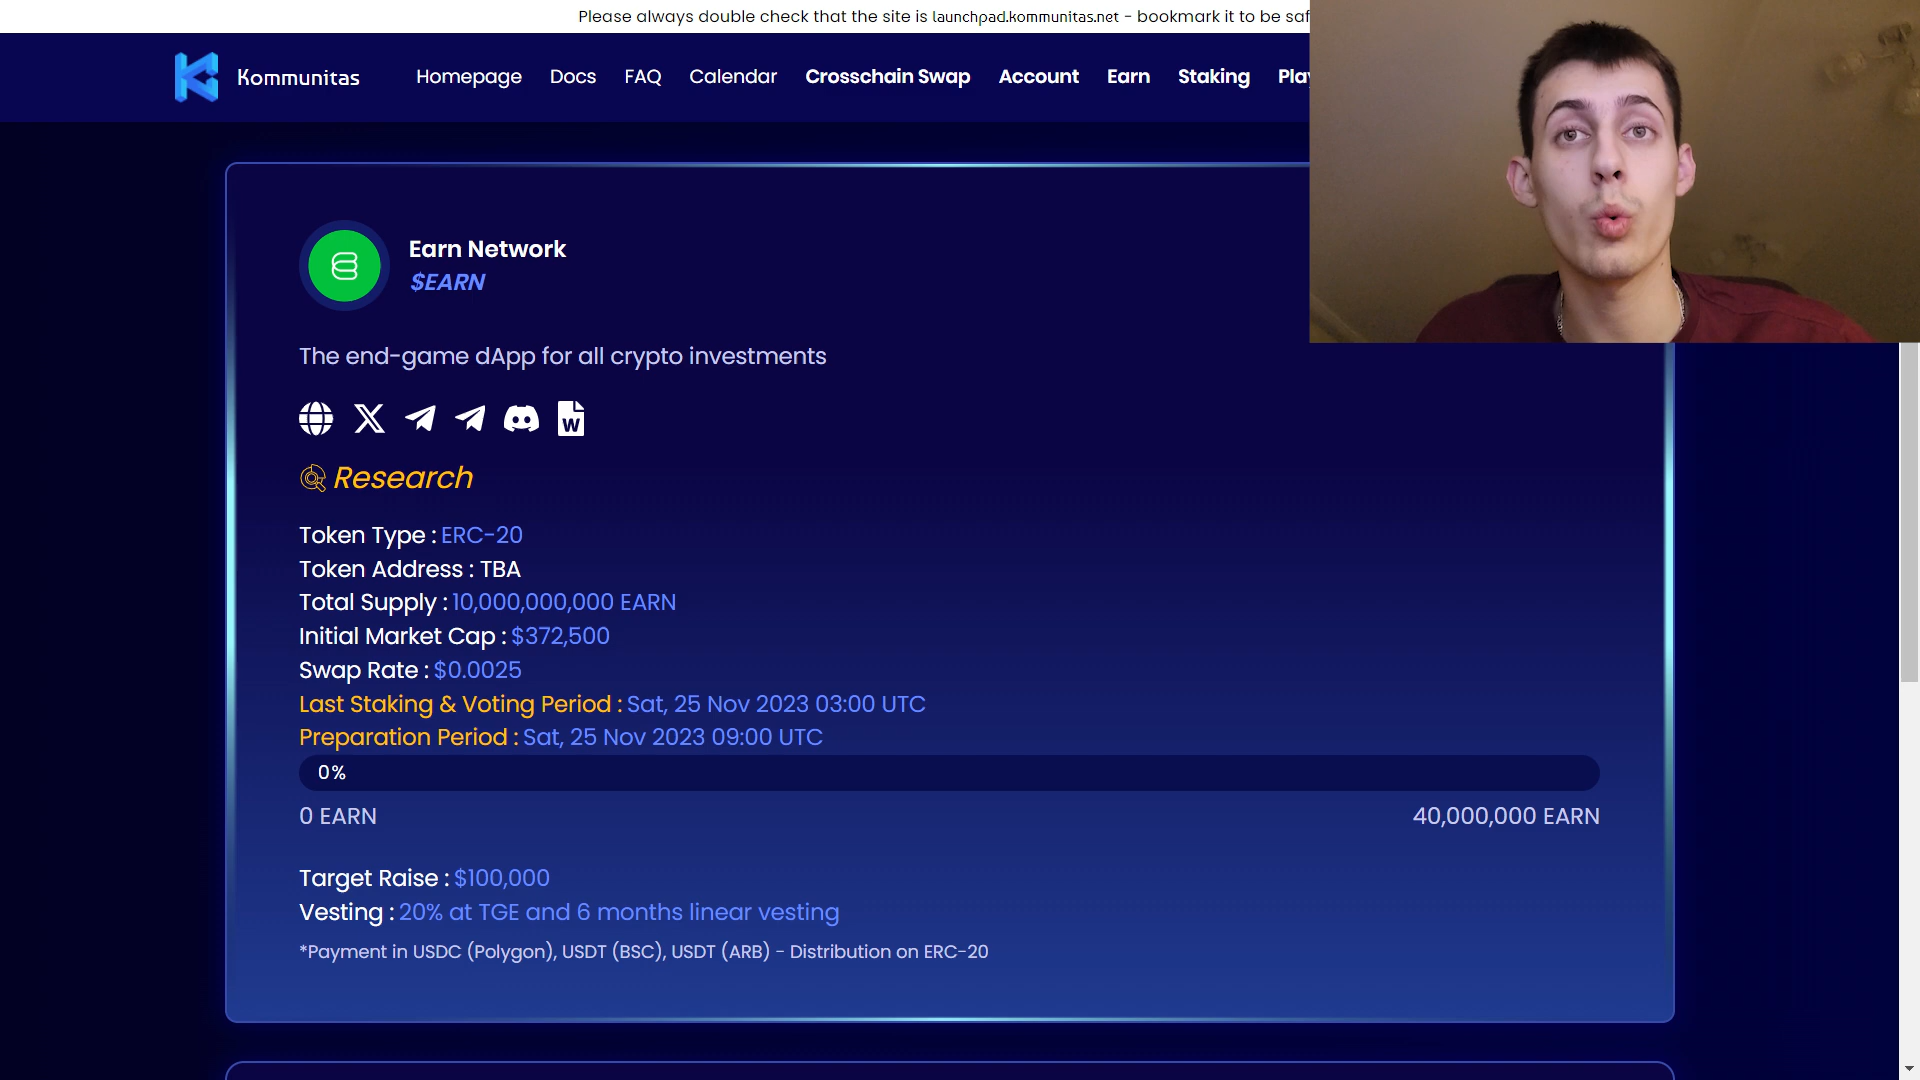 Please always double check that the site is launchpad.kommunitas.net - bookmark it to be
Kommunitas
Homepage
Docs
FAQ
Calendar
Crosschain Swap
Account
Earn
Staking
Earn Network
$EARN
The end-game dApp for all crypto investments
W
Research
Token Type : ERC-20
Token Address : TBA
Total Supply : 10,000,000,000 EARN
Initial Market Cap : $372,500
Swap Rate : $0.0025
Last Staking & Voting Period : Sat, 25 Nov 2023 03:00 UTC
Preparation Period : Sat, 25 Nov 2023 09:00 UTC
0%
0 EARN
40,000,000 EARN
Target Raise : $100,000
Vesting : 20% at TGE and 6 months linear vesting
*Payment in USDC (Polygon), USDT (BSC), USDT (ARB) - Distribution on ERC-20